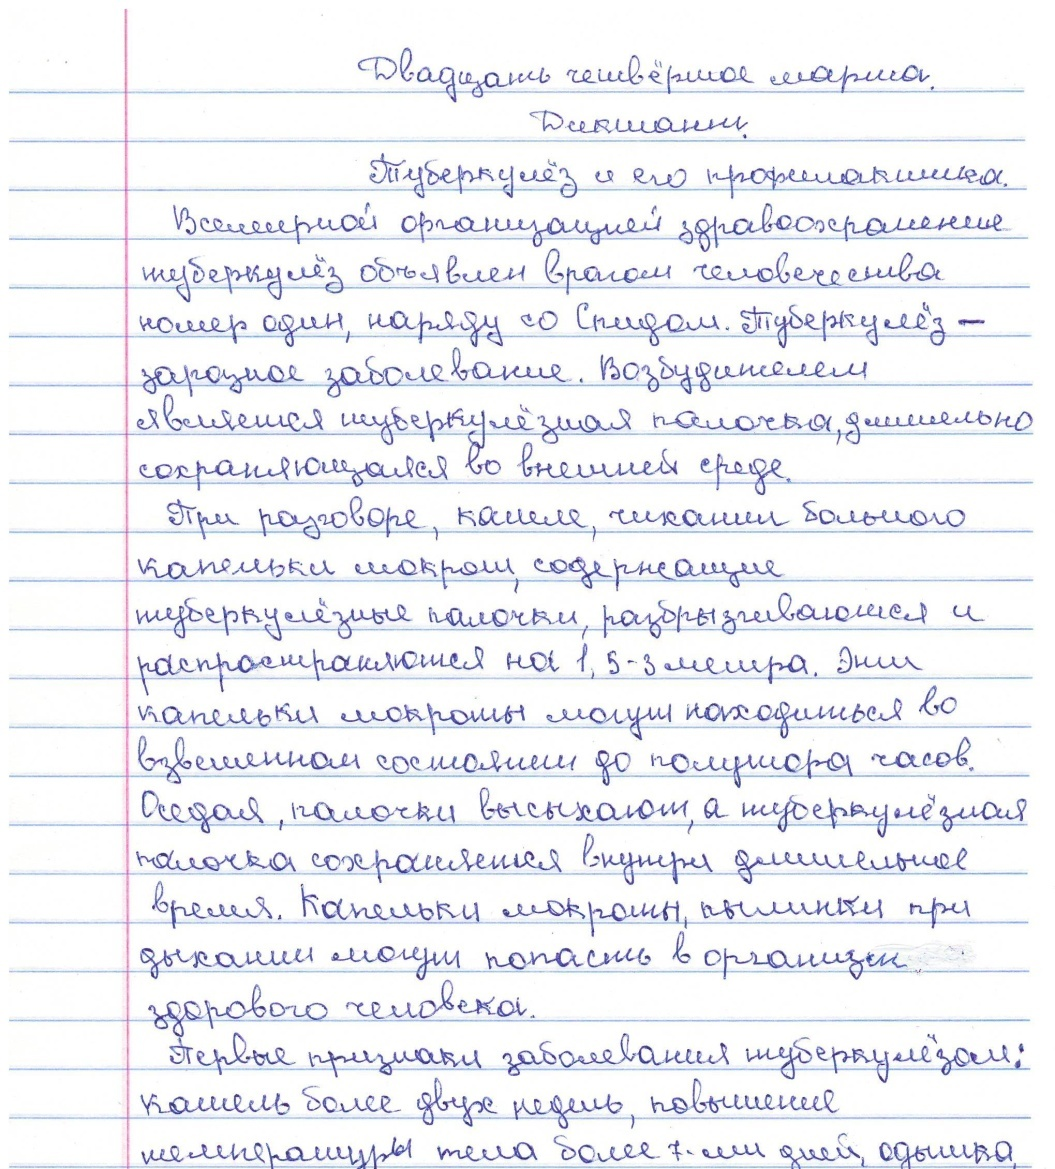 Двадцать четвёртое марта.
Диктант.
Туберкулёз и его профилактика.
Всемирной организацией здравоохранение
туберкулёз объявлен врагом человечества
номер один, наряду со Спидом. Туберкулёз –
заразное заболевание. Возбудителем
является туберкулёзная палочка, длительно
сохраняющаяся во внешней среде.
При разговоре, кашле, чихании больного
капельки мокроты, содержащие
туберкулёзные палочки, разбрызгиваются и
распространяются на 1,5-3 метра. Эти
капельки мокроты могут находиться во
взвешенном состоянии до полутора часов.
Оседая, палочки высыхают, а туберкулёзная
палочка сохраняется внутри длительное
время. Капельки мокроты, пылинки при
дыхании могут попасть в организм
здорового человека.
Первые признаки заболевания туберкулёзом:
кашель более двух недель, повышение
температуры тела более 7-ми дней, одышка,